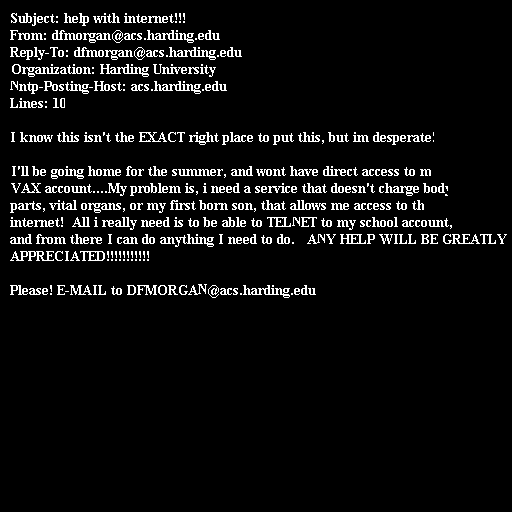 Subject: help with internet!!!
From: dfmorgan@acs.harding.edu
Reply-To: dfmorgan@acs.harding.edu
Organization: Harding University
Nntp-Posting-Host: acs.harding.edu
Lines: 10

I know this isn't the EXACT right place to put this, but im desperate!

I'll be going home for the summer, and wont have direct access to m
VAX account....My problem is, i need a service that doesn't charge body
parts, vital organs, or my first born son, that allows me access to th
internet!  All i really need is to be able to TELNET to my school account,
and from there I can do anything I need to do.   ANY HELP WILL BE GREATLY
APPRECIATED!!!!!!!!!!!

Please! E-MAIL to DFMORGAN@acs.harding.edu